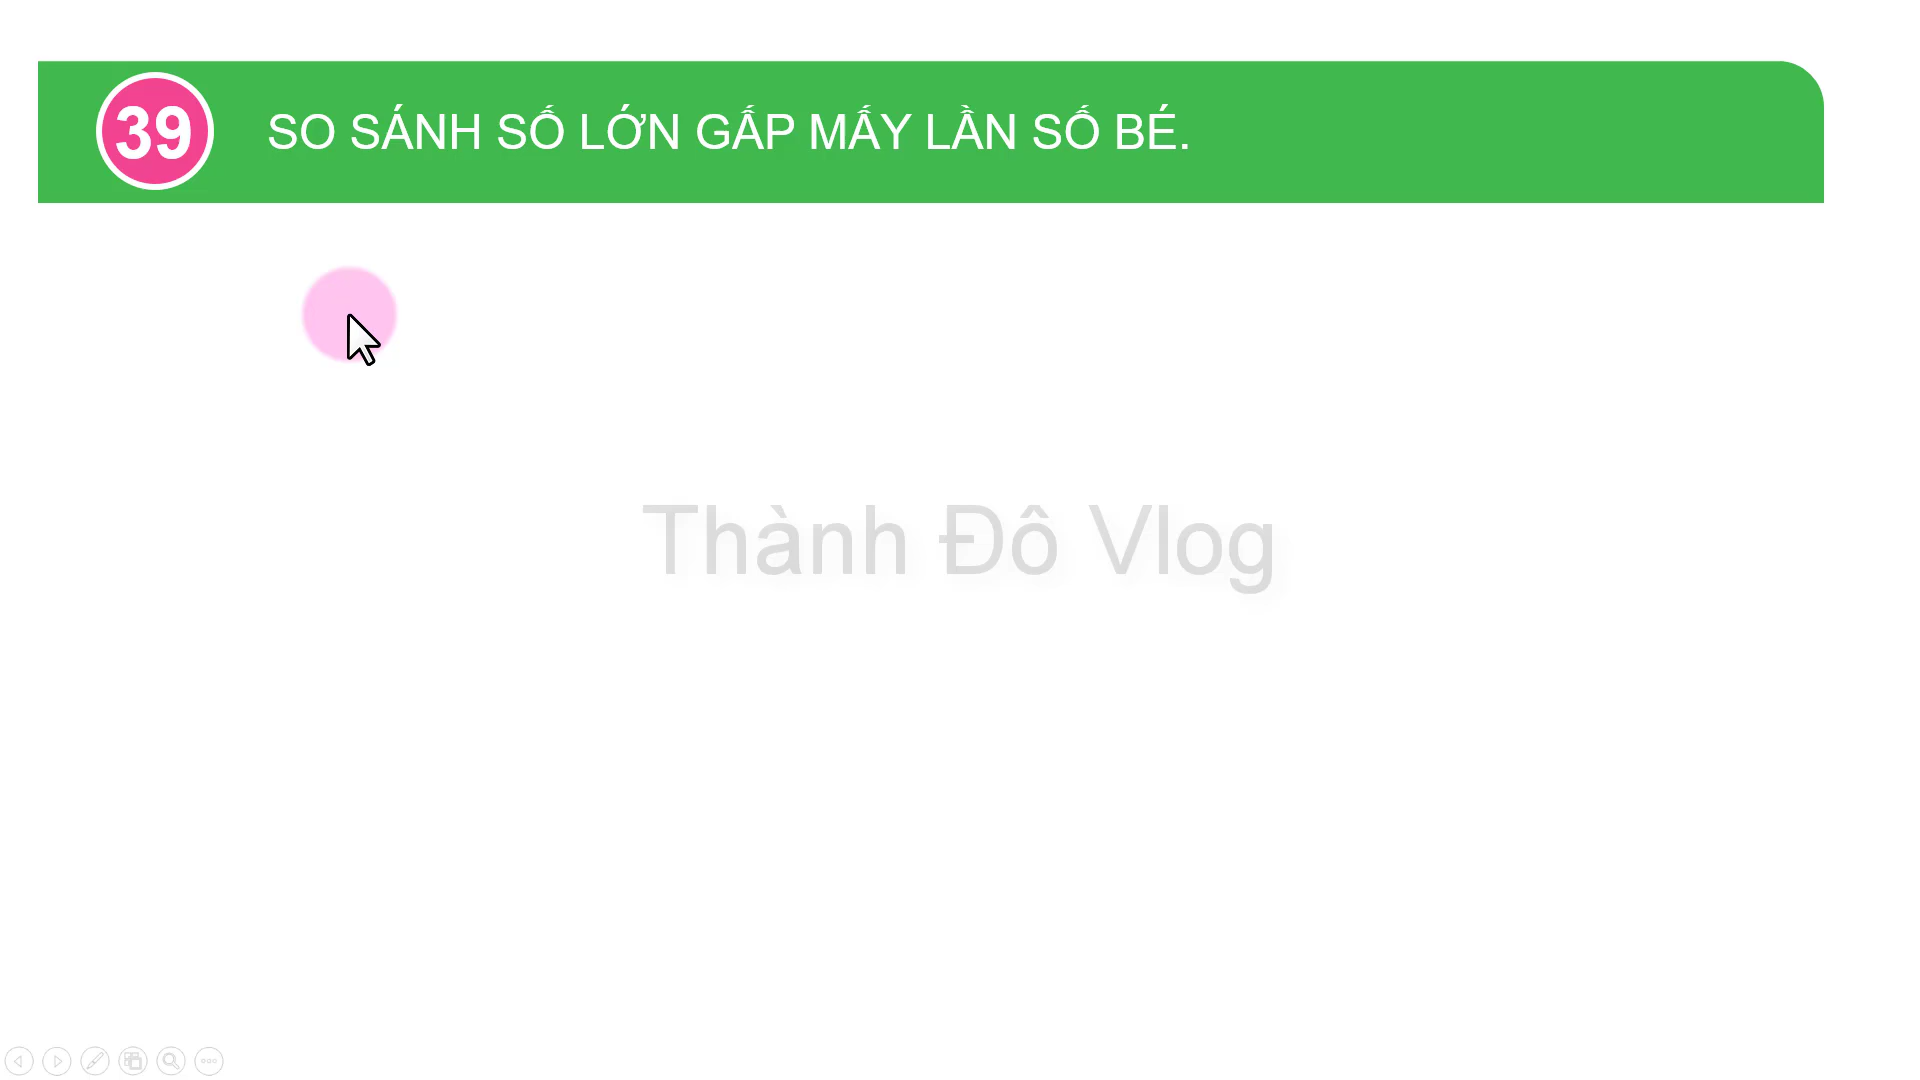 39
SO SÁNH SỐ LỚN GẤP MẤY LẦN SỐ BÉ.
Thành Đô Vlog